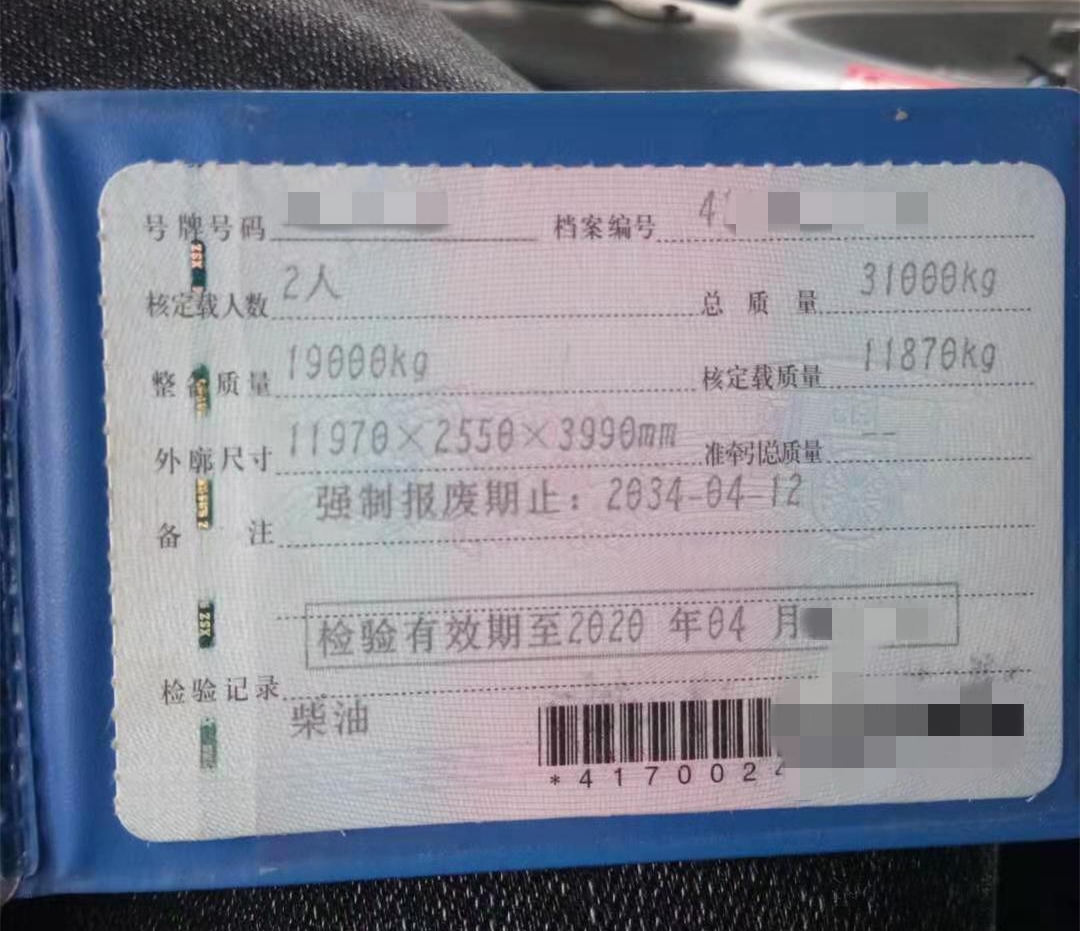 号牌号码 档案编号 4
核定载人数 2人 总质量 31000kg
整备质量 19000kg 核定载质量 11870kg
外廓尺寸 11970×2550×3990mm 准牵引总质量 --
备注 强制报废期止：2034-04-12
检验有效期至2020 年04 月
检验记录
柴油
*417002